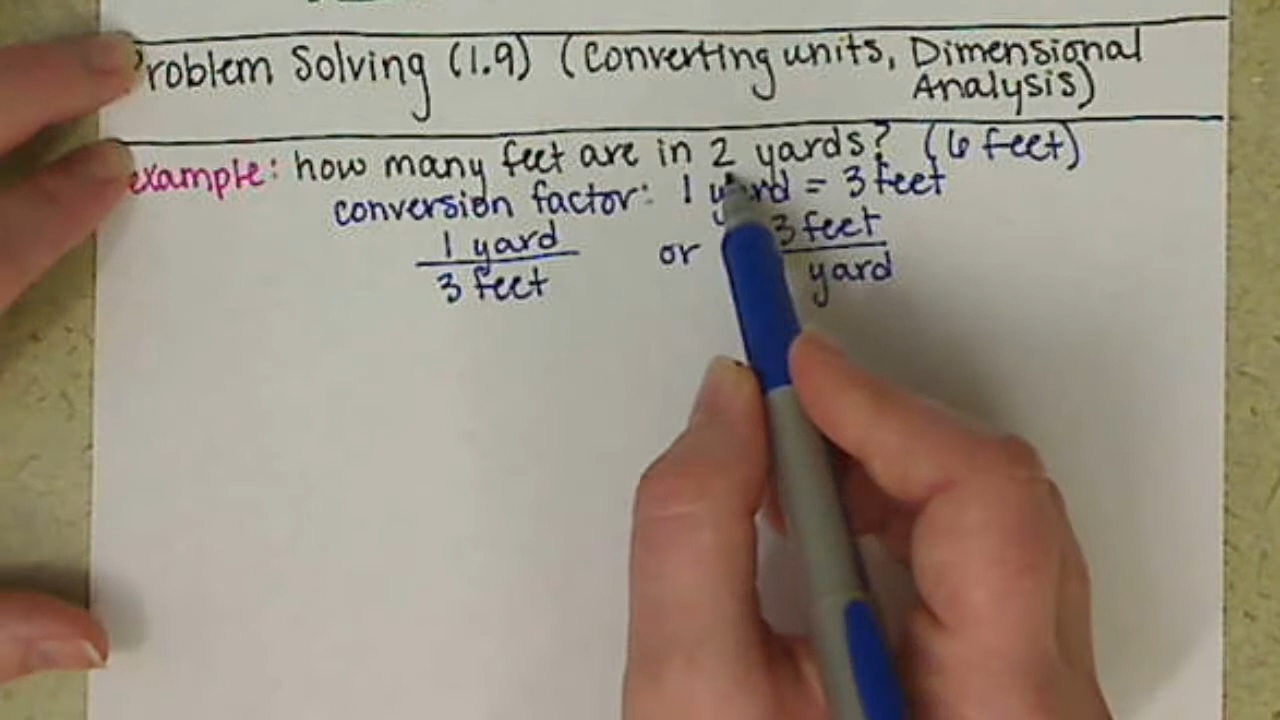 Problem Solving (1.9) (Converting units, Dimensional
Analysis)
example: how many feet are in 2 yards? (6 feet)
conversion factor: 1 yard = 3 feet
1 yard
3 feet
or
3 feet
yard